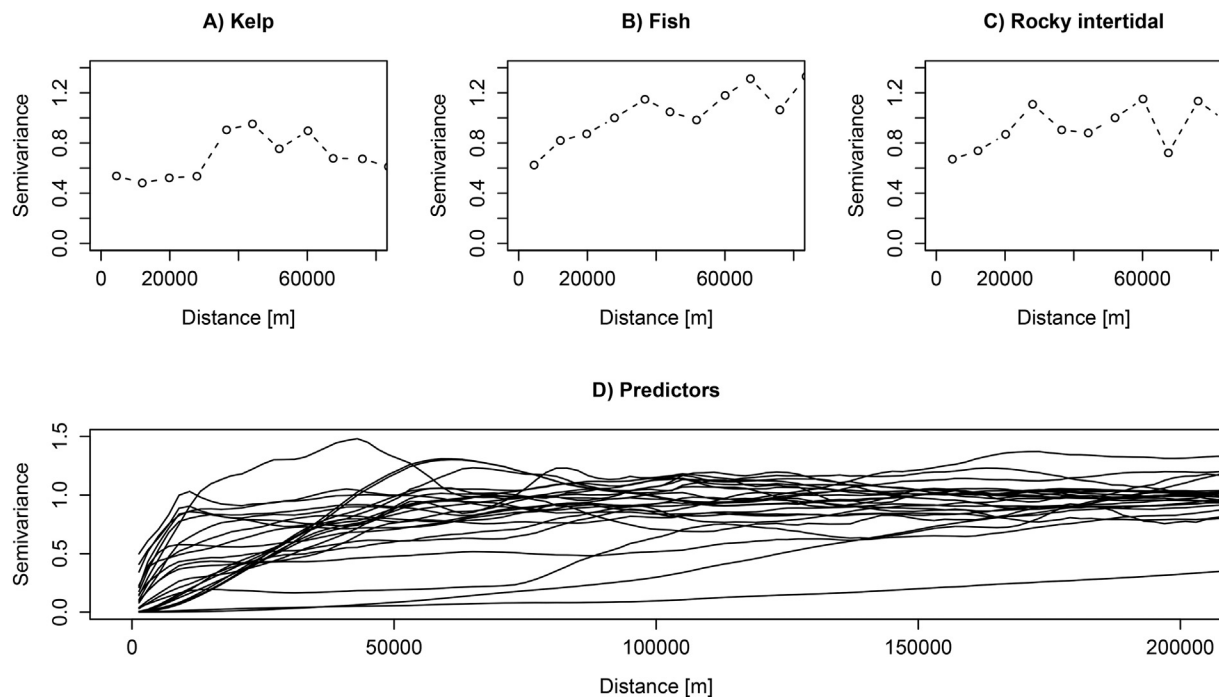 A) Kelp
B) Fish
C) Rocky intertidal
Semivariance
0.0 0.4 0.8 1.2
0 20000 60000
Distance [m]
Semivariance
0.0 0.4 0.8 1.2
0 20000 60000
Distance [m]
Semivariance
0.0 0.4 0.8 1.2
0 20000 60000
Distance [m]
D) Predictors
Semivariance
0.0 0.5 1.0 1.5
0 50000 100000 150000 200000
Distance [m]